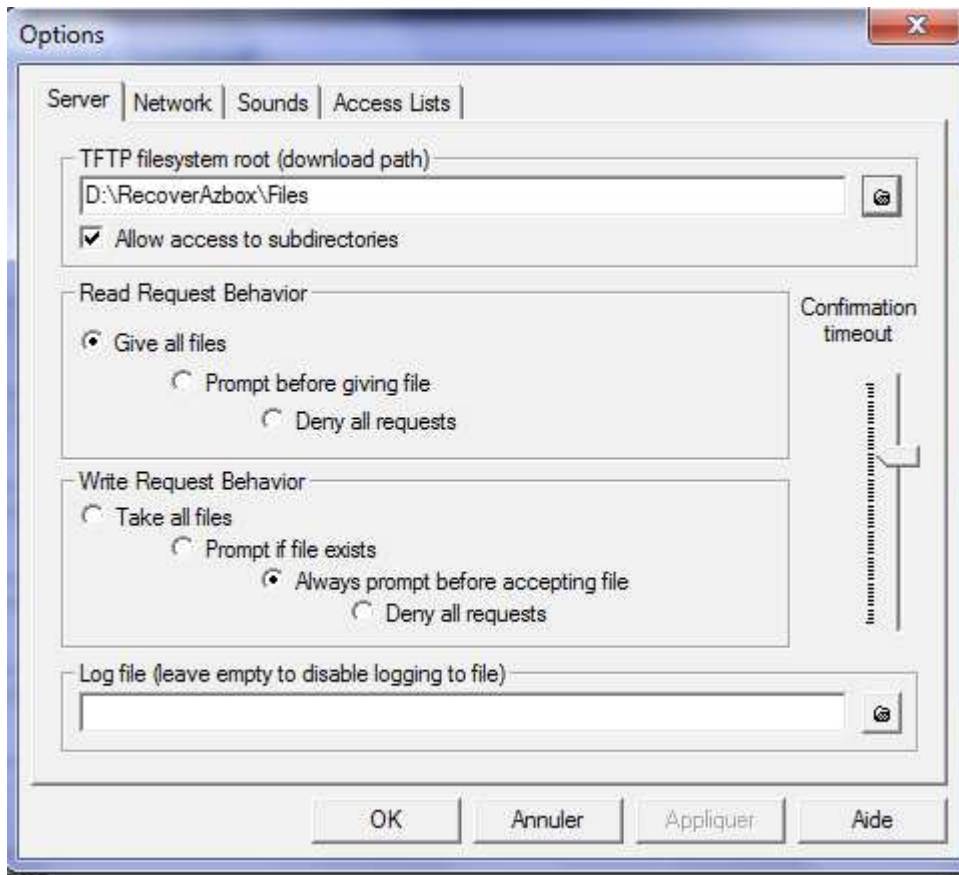 Options
Server Network Sounds Access Lists
TFTP filesystem root (download path)
D:\RecoverAzbox\Files
Allow access to subdirectories
Read Request Behavior
Give all files
Prompt before giving file
Deny all requests
Confirmation
timeout
Write Request Behavior
Take all files
Prompt if file exists
Always prompt before accepting file
Deny all requests
Log file (leave empty to disable logging to file)
OK Annuler Appliquer Aide